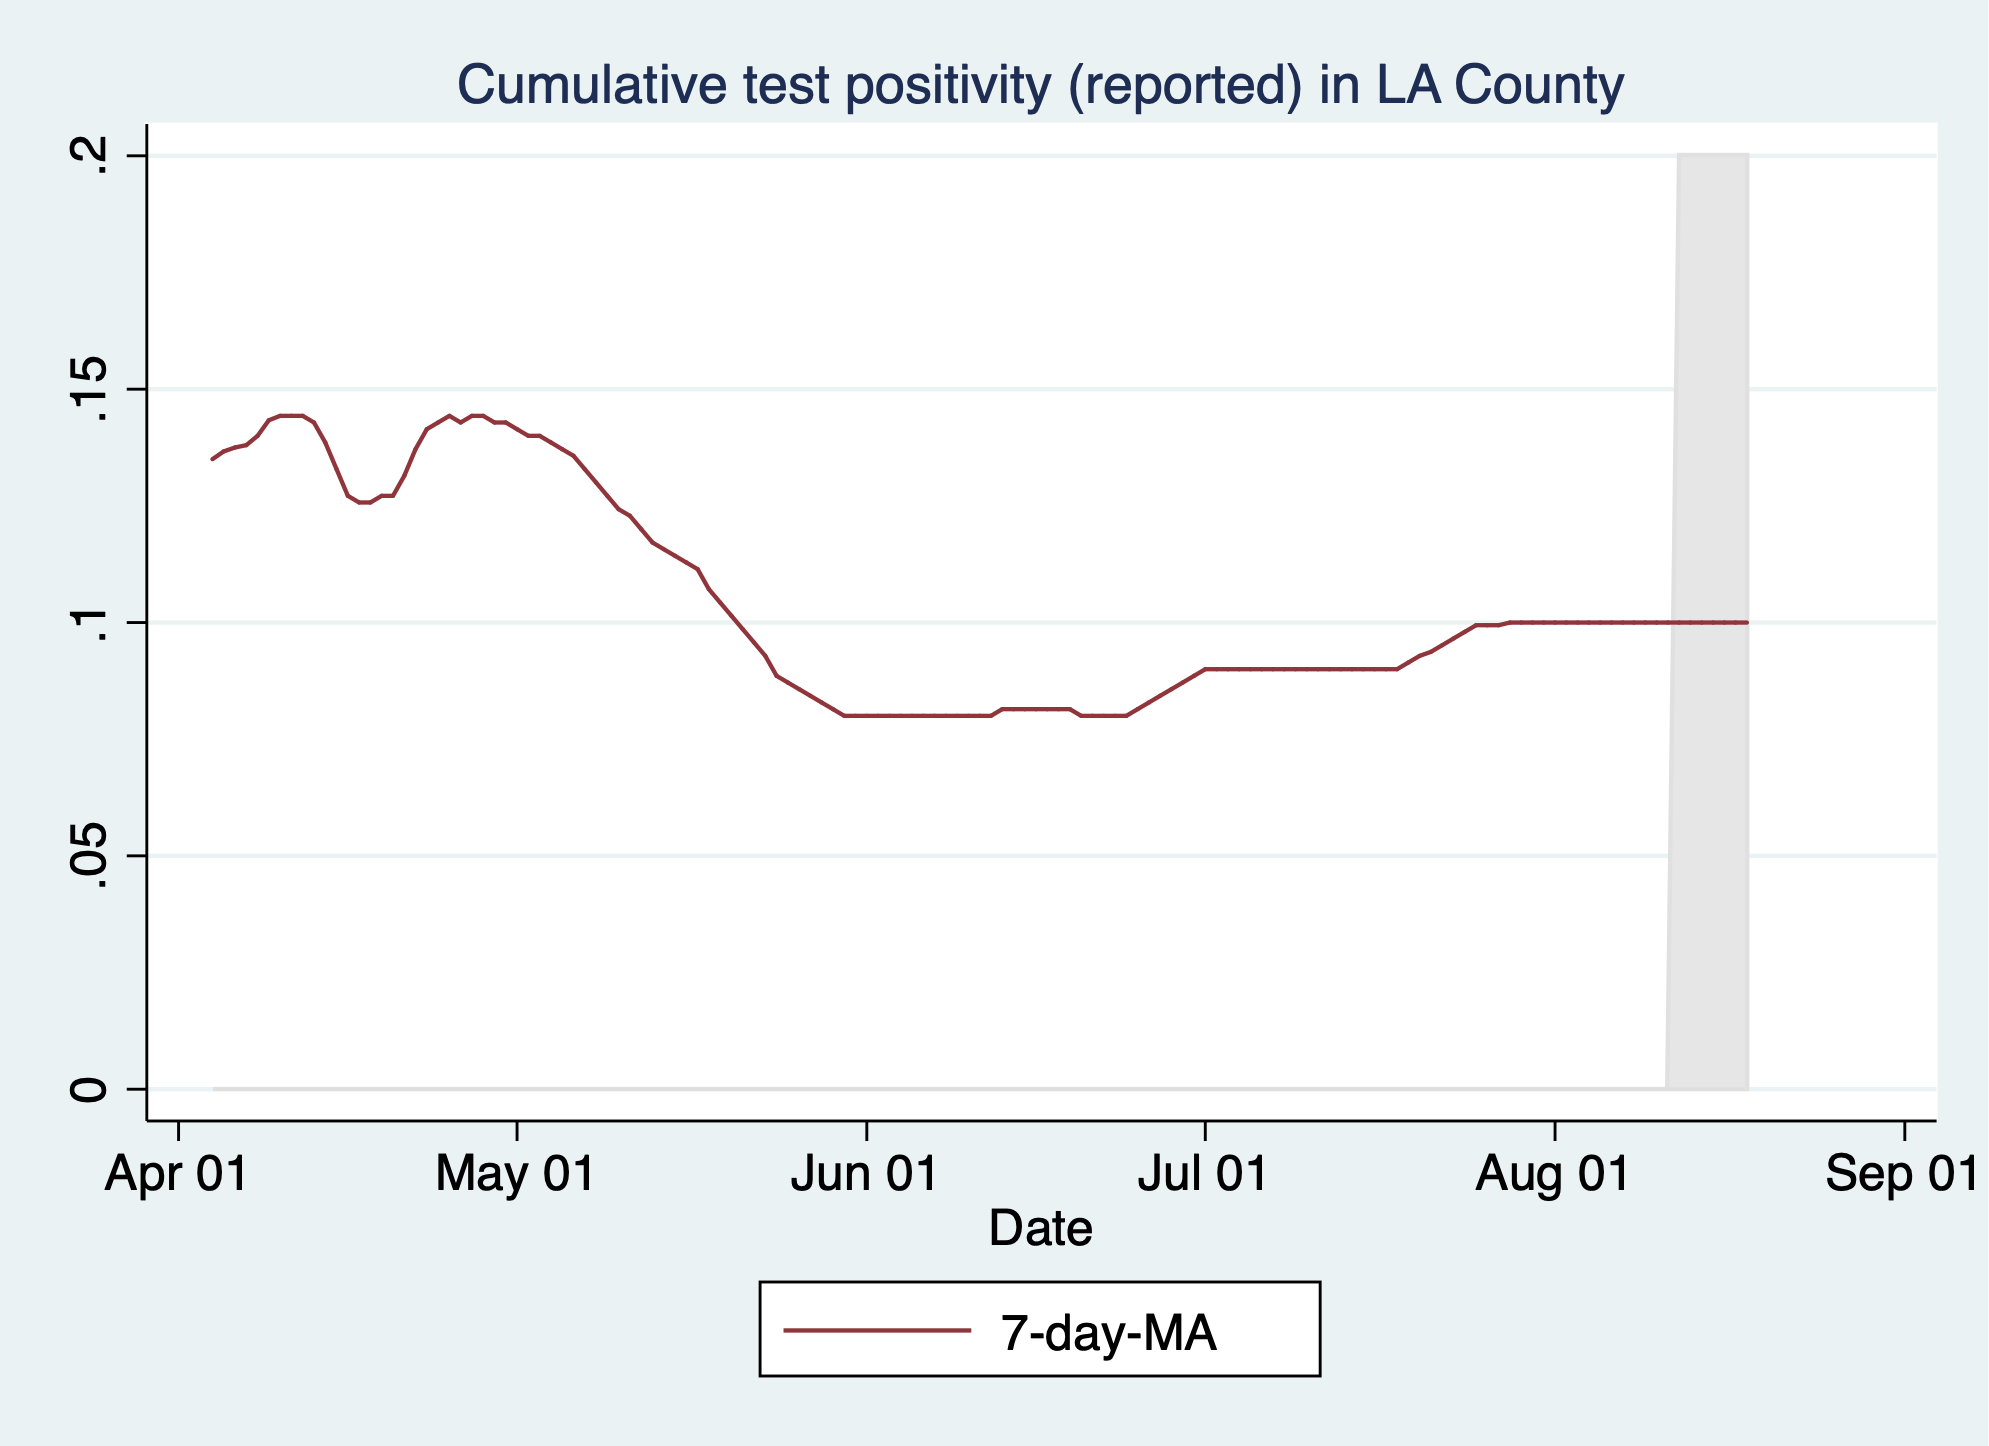 Cumulative test positivity (reported) in LA County
.2
.15
.1
.05
0
Apr 01 May 01 Jun 01 Jul 01 Aug 01 Sep 01
Date
7-day-MA